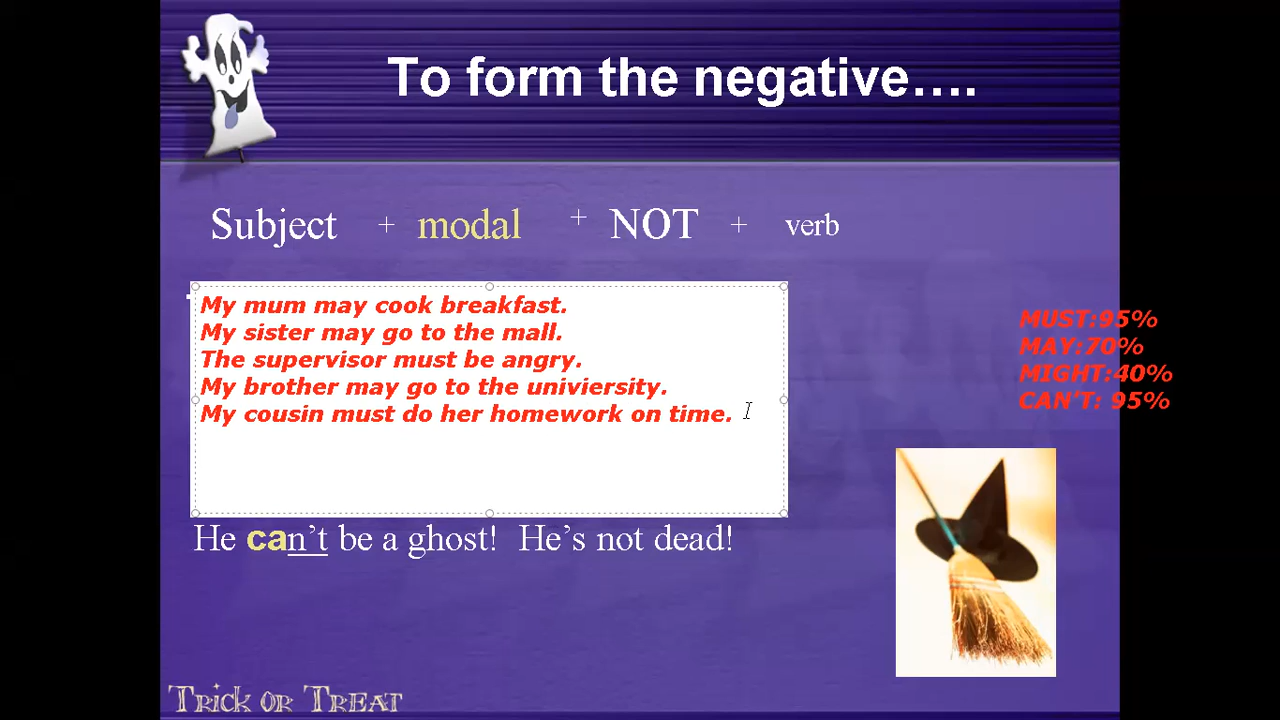 To form the negative….
Subject + modal + NOT + verb
My mum may cook breakfast.
My sister may go to the mall.
The supervisor must be angry.
My brother may go to the univiersity.
My cousin must do her homework on time.
MUST:95%
MAY:70%
MIGHT:40%
CAN'T: 95%
He can't be a ghost!  He's not dead!
Trick or Treat